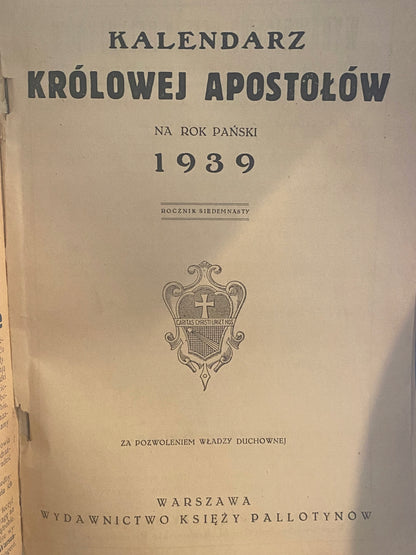 KALENDARZ
KRÓLOWEJ APOSTOŁÓW
NA ROK PAŃSKI
1939
ROCZNIK SIEDEMNASTY
CARITAS CHRISTI URGET NOS
ZA POZWOLENIEM WŁADZY DUCHOWNEJ
WARSZAWA
WYDAWNICTWO KSIĘŻY PALLOTYNÓW